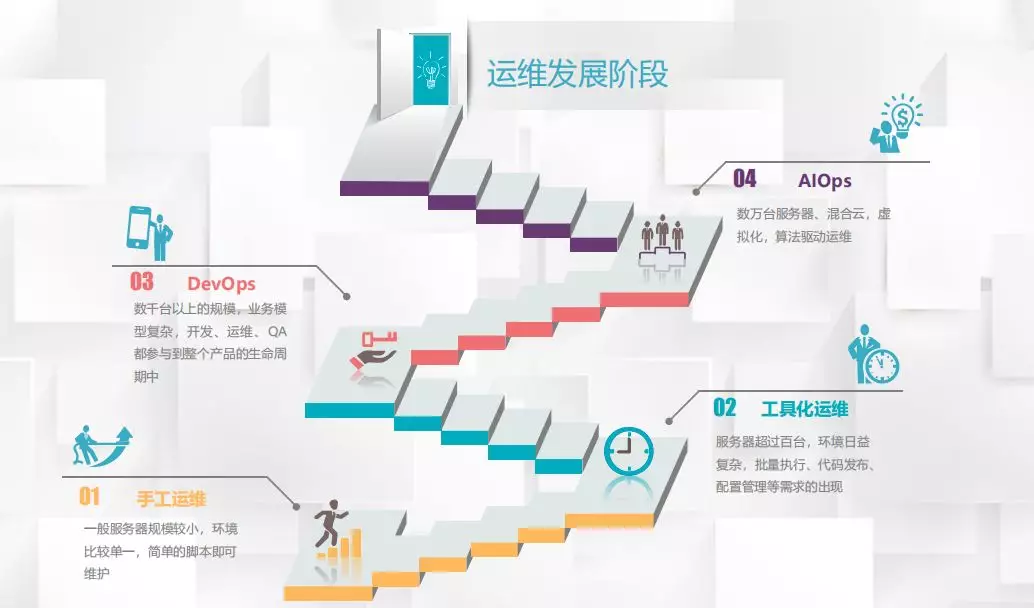 运维发展阶段
04 AIOps
数万台服务器、混合云，虚
拟化，算法驱动运维
03 DevOps
数千台以上的规模，业务模
型复杂，开发、运维、QA
都参与到整个产品的生命周
期中
02 工具化运维
服务器超过百台，环境日益
复杂，批量执行、代码发布、
配置管理等需求的出现
01 手工运维
一般服务器规模较小，环境
比较单一，简单的脚本即可
维护